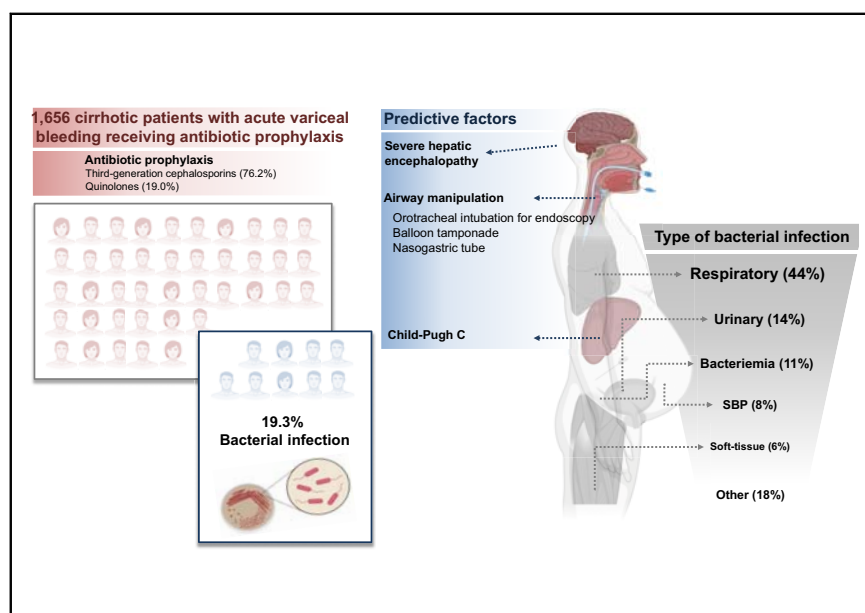 1,656 cirrhotic patients with acute variceal
bleeding receiving antibiotic prophylaxis
Antibiotic prophylaxis
Third-generation cephalosporins (76.2%)
Quinolones (19.0%)
19.3%
Bacterial infection
Predictive factors
Severe hepatic
encephalopathy
Airway manipulation
Orotracheal intubation for endoscopy
Balloon tamponade
Nasogastric tube
Child-Pugh C
Type of bacterial infection
Respiratory (44%)
Urinary (14%)
Bacteriemia (11%)
SBP (8%)
Soft-tissue (6%)
Other (18%)